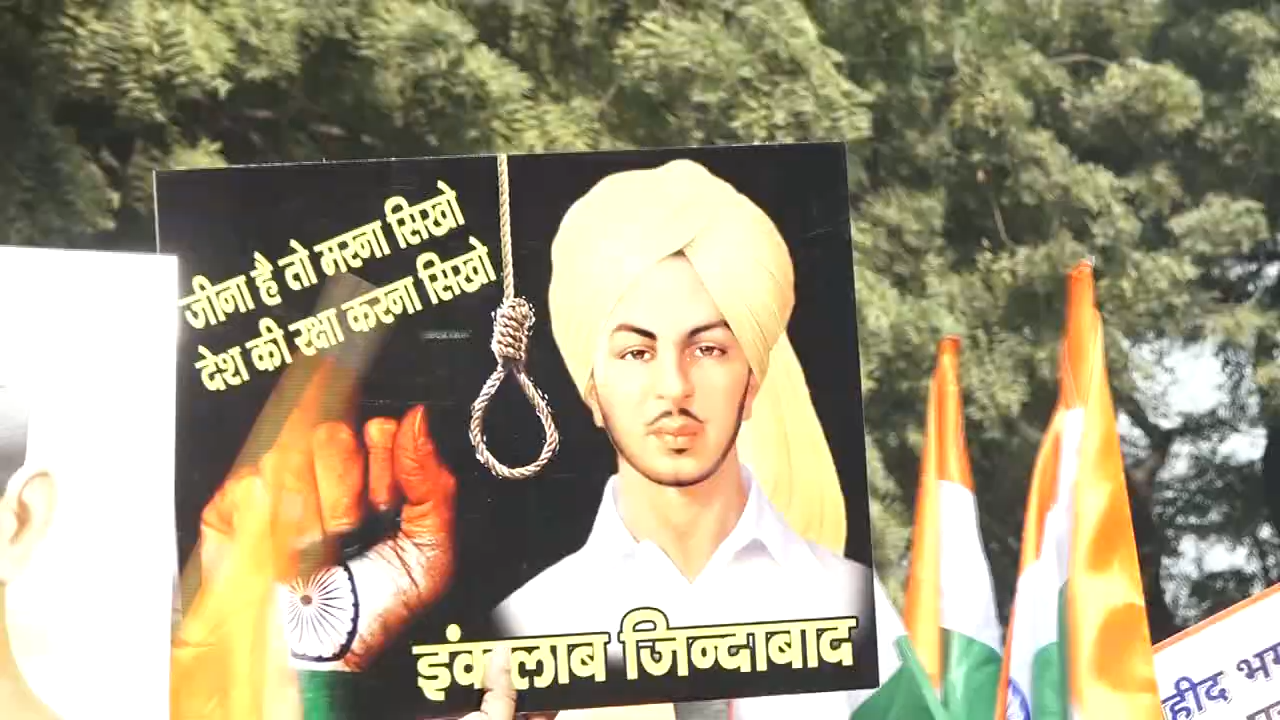 जीना है तो मरना सिखो
देश की रक्षा करना सिखो
इंकलाब जिन्दाबाद